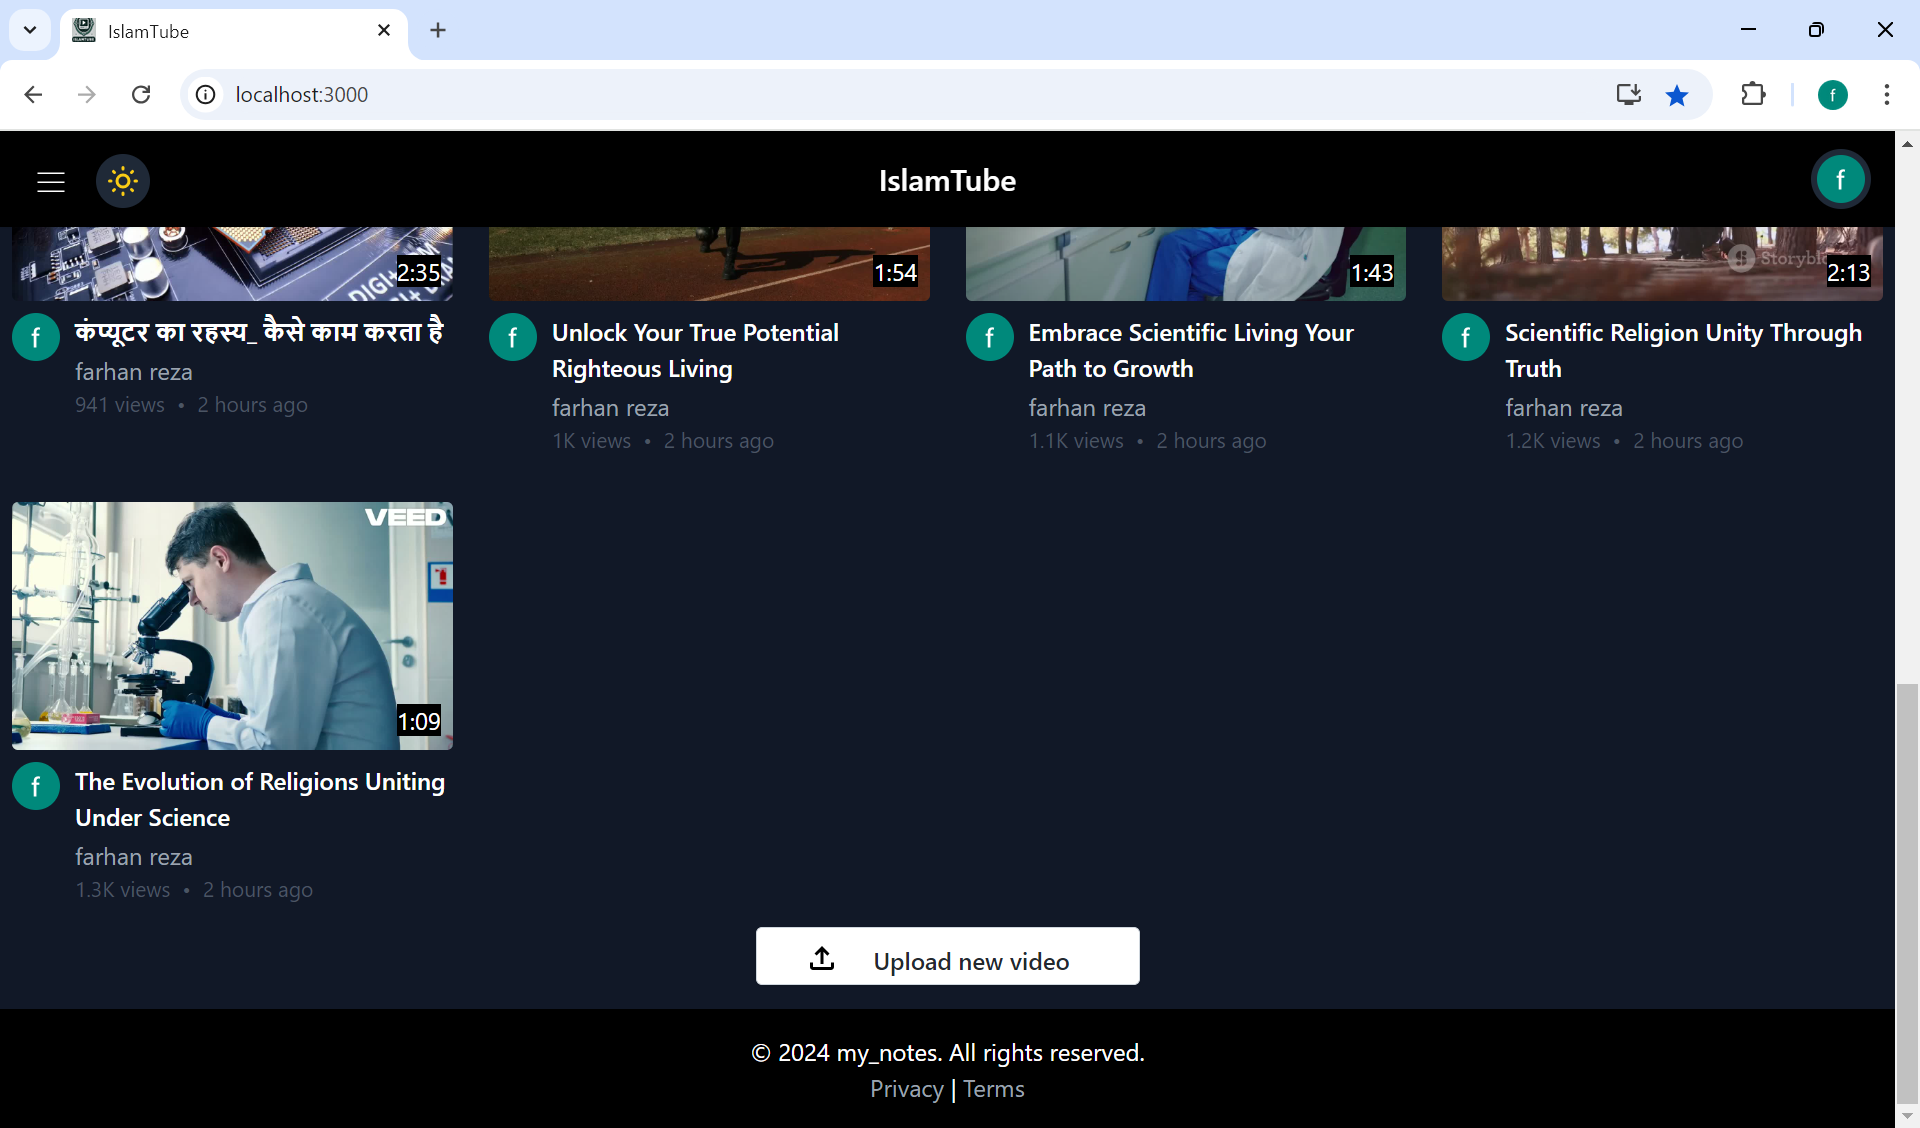 IslamTube
localhost:3000
f
IslamTube
f
DIGI
2:35
1:54
1:43
Storyblo
2:13
f
कंप्यूटर का रहस्य_ कैसे काम करता है
farhan reza
941 views • 2 hours ago
f
Unlock Your True Potential
Righteous Living
farhan reza
1K views • 2 hours ago
f
Embrace Scientific Living Your
Path to Growth
farhan reza
1.1K views • 2 hours ago
f
Scientific Religion Unity Through
Truth
farhan reza
1.2K views • 2 hours ago
VEED
1:09
f
The Evolution of Religions Uniting
Under Science
farhan reza
1.3K views • 2 hours ago
Upload new video
© 2024 my_notes. All rights reserved.
Privacy | Terms